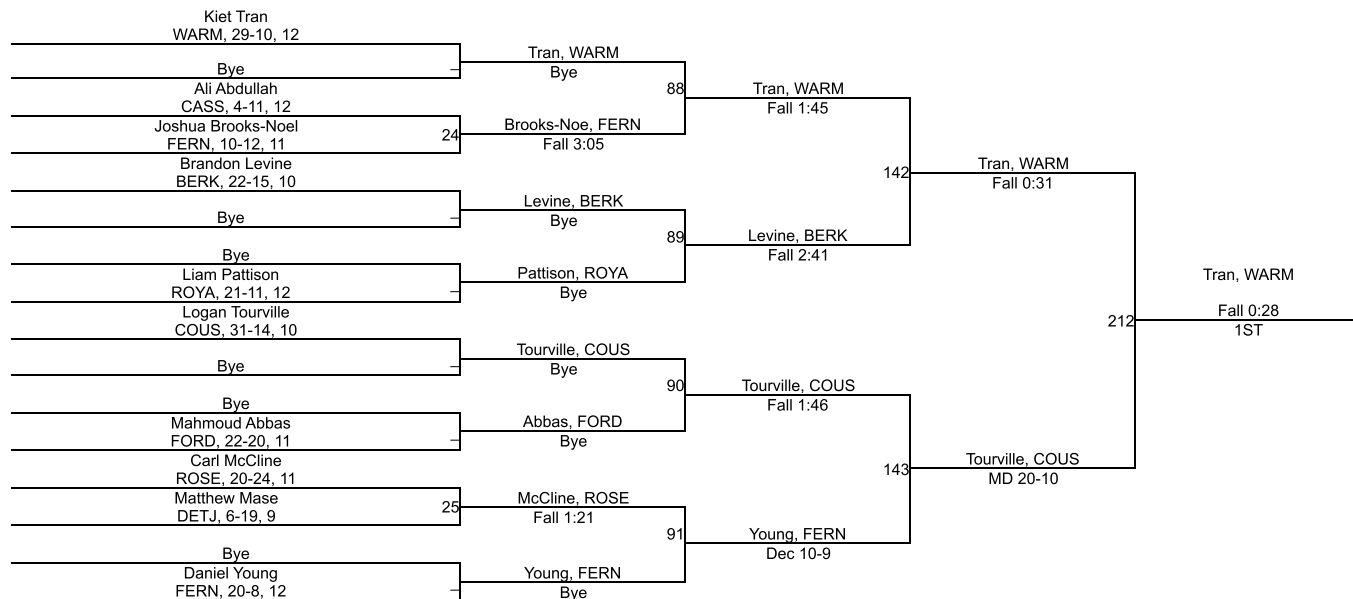 Kiet Tran
WARM, 29-10, 12
Bye
Ali Abdullah
CASS, 4-11, 12
Joshua Brooks-Noel
FERN, 10-12, 11
Brandon Levine
BERK, 22-15, 10
Bye
Bye
Liam Pattison
ROYA, 21-11, 12
Logan Tourville
COUS, 31-14, 10
Bye
Bye
Mahmoud Abbas
FORD, 22-20, 11
Carl McCline
ROSE, 20-24, 11
Matthew Mase
DETJ, 6-19, 9
Bye
Daniel Young
FERN, 20-8, 12
24
25
Tran, WARM
Bye
Brooks-Noe, FERN
Fall 3:05
Levine, BERK
Bye
Pattison, ROYA
Bye
Tourville, COUS
Bye
Abbas, FORD
Bye
McCline, ROSE
Fall 1:21
Young, FERN
Bye
88
89
90
91
Tran, WARM
Fall 1:45
Levine, BERK
Fall 2:41
Tourville, COUS
Fall 1:46
Young, FERN
Dec 10-9
142
143
Tran, WARM
Fall 0:31
Tourville, COUS
MD 20-10
212
Tran, WARM
Fall 0:28
1ST